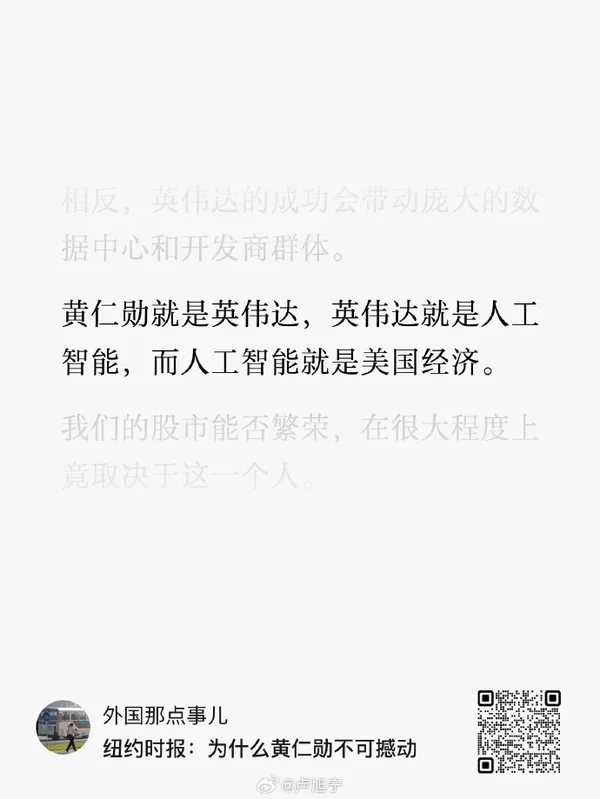 相反，英伟达的成功会带动庞大的数
据中心和开发商群体。
黄仁勋就是英伟达，英伟达就是人工
智能，而人工智能就是美国经济。
我们的股市能否繁荣，在很大程度上
竟取决于这一个人。
外国那点事儿
纽约时报：为什么黄仁勋不可撼动
@卢旭宁